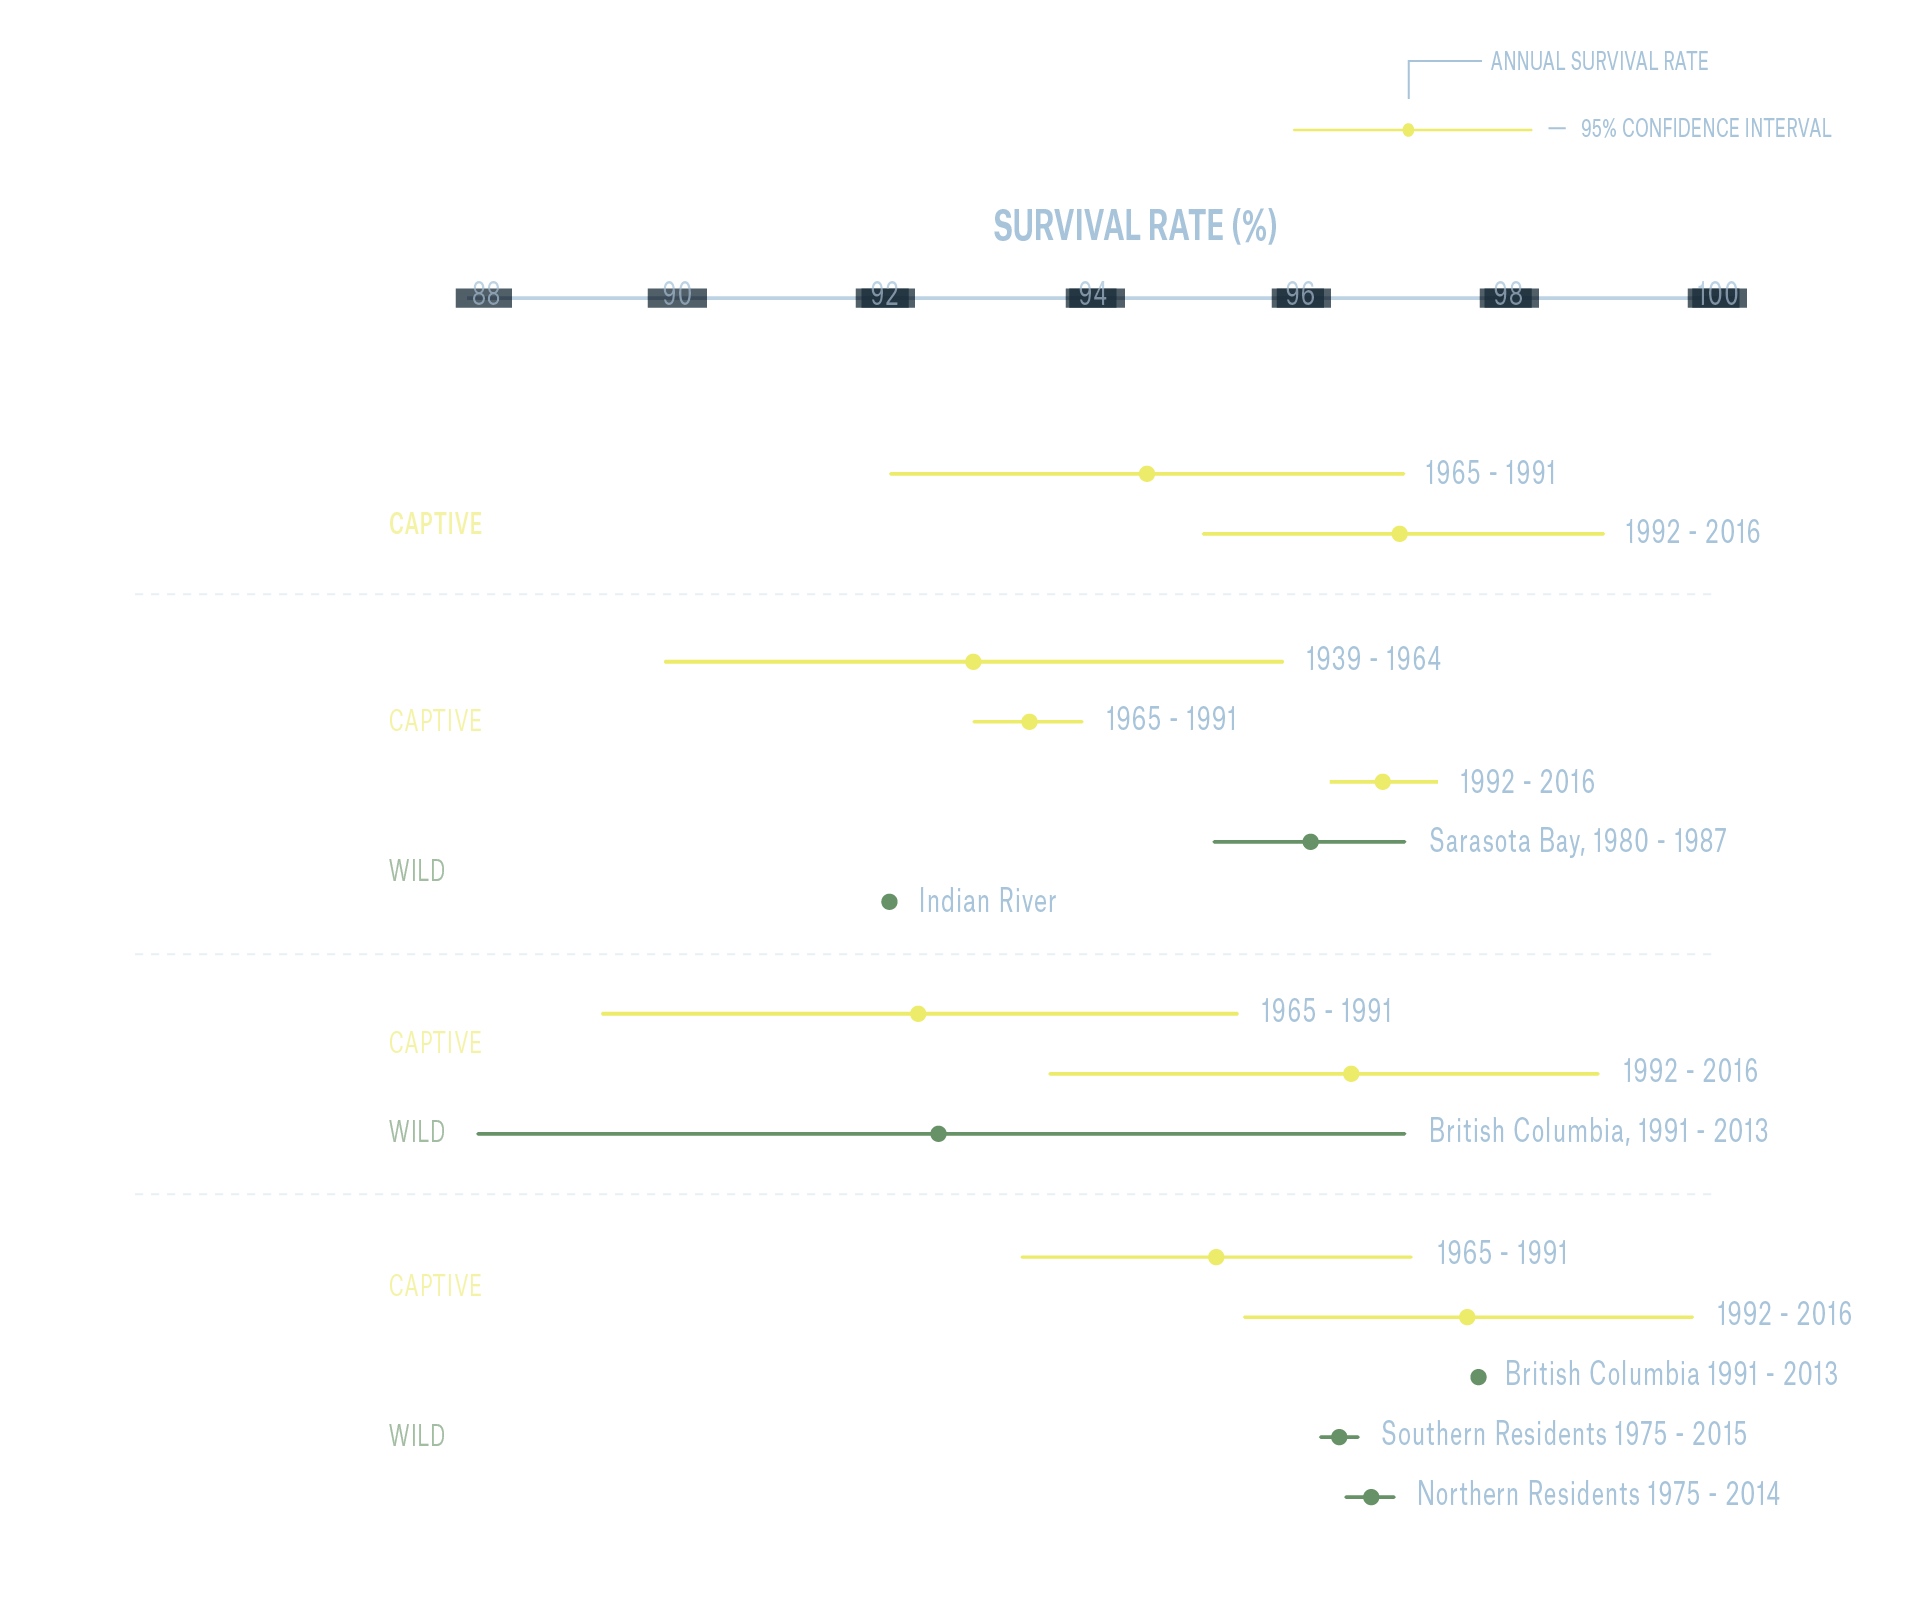 ANNUAL SURVIVAL RATE
95% CONFIDENCE INTERVAL
SURVIVAL RATE (%)
88 90 92 94 96 98 100
1965 - 1991
CAPTIVE
1992 - 2016
1939 - 1964
CAPTIVE
1965 - 1991
1992 - 2016
Sarasota Bay, 1980 - 1987
WILD
Indian River
1965 - 1991
CAPTIVE
1992 - 2016
WILD
British Columbia, 1991 - 2013
1965 - 1991
CAPTIVE
1992 - 2016
British Columbia 1991 - 2013
WILD
Southern Residents 1975 - 2015
Northern Residents 1975 - 2014